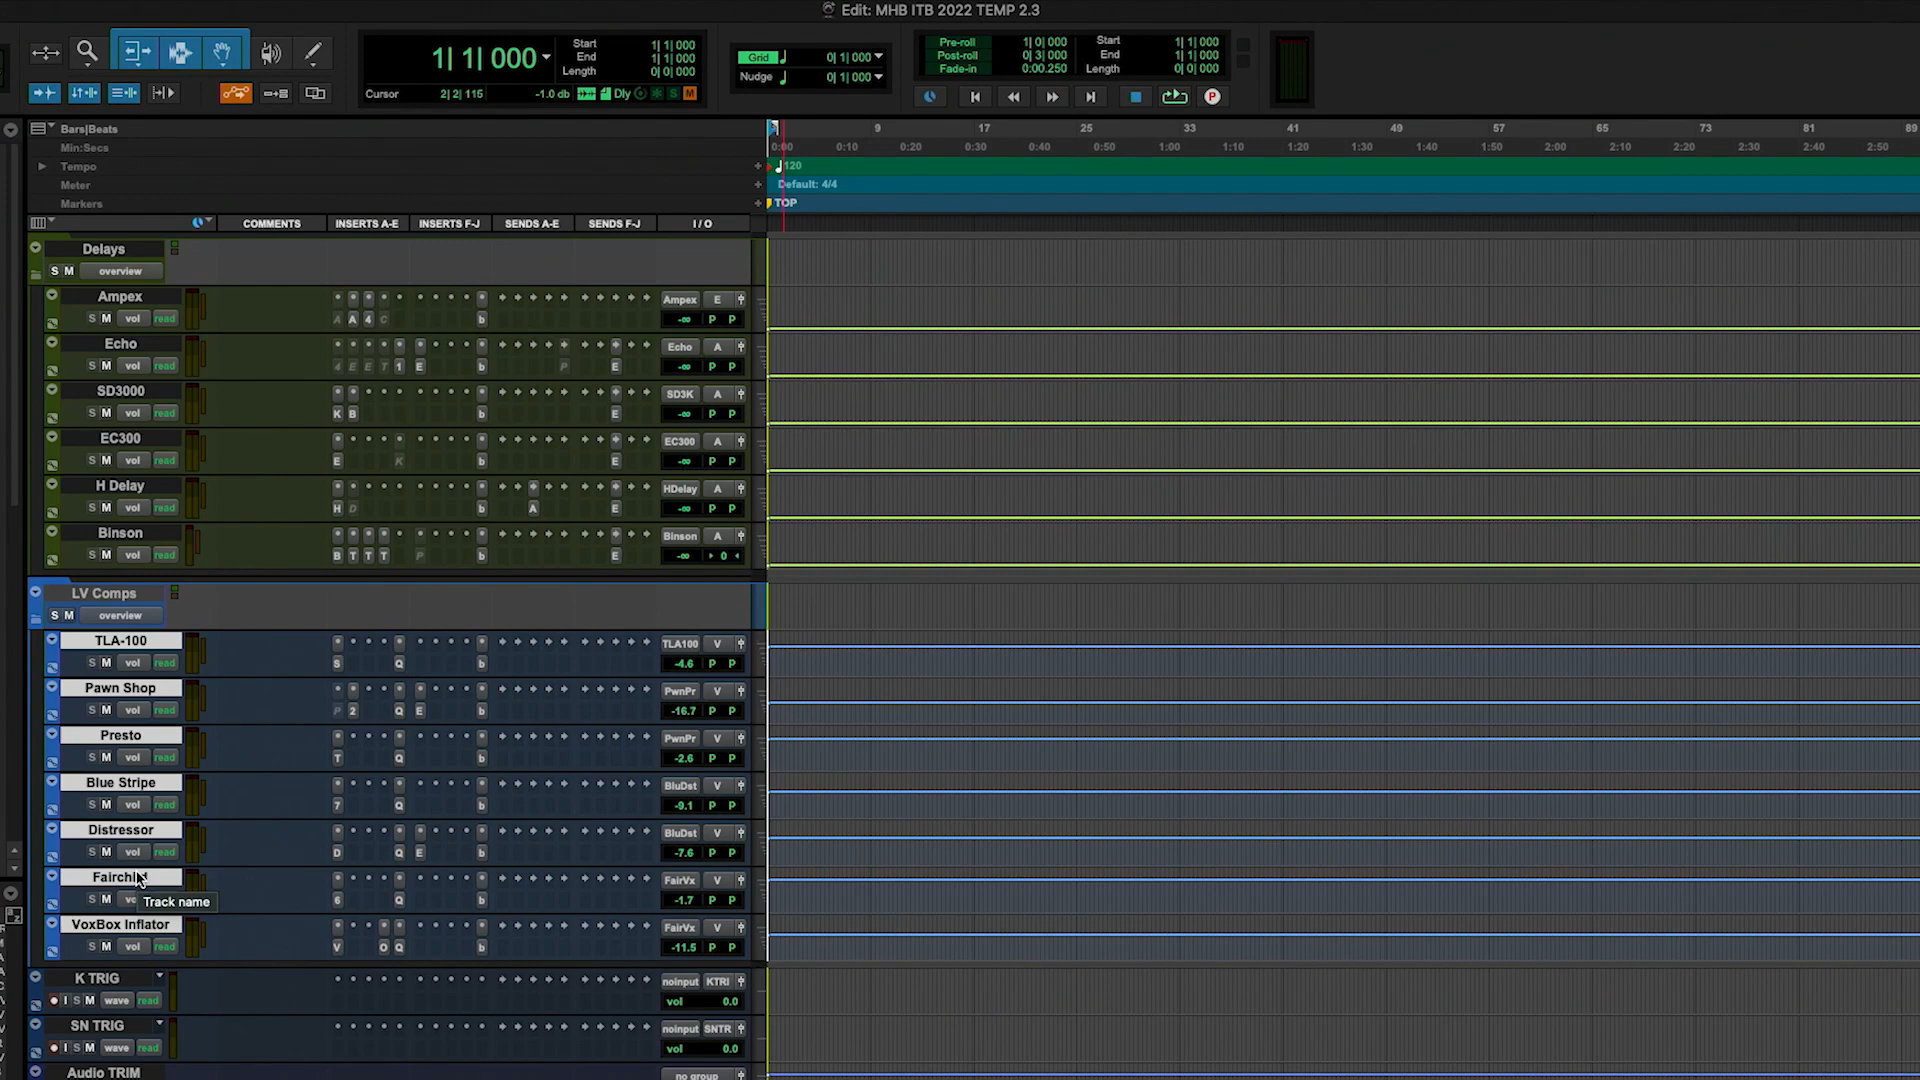 Edit: MHB ITB 2022 TEMP 2.3
1| 1| 000
Start 1| 1| 000
End 1| 1| 000
Length 0| 0| 000
Cursor 2| 2| 115 -1.0 db Dly S M
Grid 0| 1| 000
Nudge 0| 1| 000
Pre-roll 1| 0| 000
Post-roll 0| 3| 000
Fade-in 0:00.250
Start 1| 1| 000
End 1| 1| 000
Length 0| 0| 000
P
Bars|Beats 9 17 25 33 41 49 57 65 73 81 89
Min:Secs 0:00 0:10 0:20 0:30 0:40 0:50 1:00 1:10 1:20 1:30 1:40 1:50 2:00 2:10 2:20 2:30 2:40 2:50
Tempo 120
Meter Default: 4/4
Markers TOP
COMMENTS INSERTS A-E INSERTS F-J SENDS A-E SENDS F-J I / O
Delays
S M overview
Ampex Ampex E
S M vol read A A 4 C b -∞ P P
Echo Echo A
S M vol read 4 E E T 1 E b P E -∞ P P
SD3000 SD3K A
S M vol read K B b E -∞ P P
EC300 EC300 A
S M vol read E K b E -∞ P P
H Delay HDelay A
S M vol read H D b A E -∞ P P
Binson Binson A
S M vol read B T T T P b E -∞ 0
LV Comps
S M overview
TLA-100 TLA100 V
S M vol read S Q b -4.6 P P
Pawn Shop PwnPr V
S M vol read P 2 Q E b -16.7 P P
Presto PwnPr V
S M vol read T Q b -2.6 P P
Blue Stripe BluDst V
S M vol read 7 Q b -9.1 P P
Distressor BluDst V
S M vol read D Q E b -7.6 P P
FairVx V
S M 6 Q b -1.7 P P
Track name
VoxBox Inflator FairVx V
S M vol read V O Q b -11.5 P P
K TRIG noinput KTRI
I S M wave read vol 0.0
SN TRIG noinput SNTR
I S M wave read vol 0.0
Audio TRIM no group